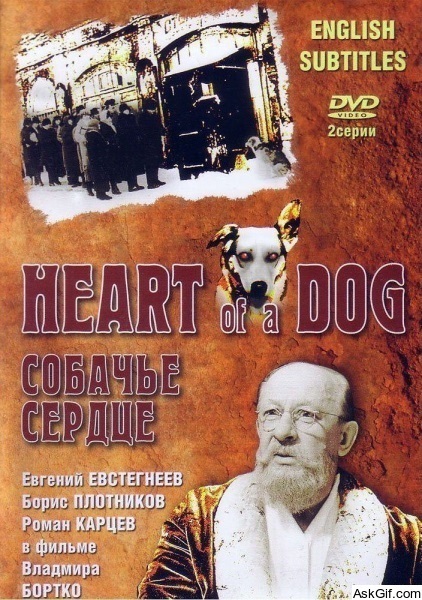 ENGLISH
SUBTITLES
DVD
VIDEO
2серии
HEART of a DOG
СОБАЧЬЕ
СЕРДЦЕ
Евгений ЕВСТЕГНЕЕВ
Борис ПЛОТНИКОВ
Роман КАРЦЕВ
в фильме
Владмира
БОРТКО
AskGif.com